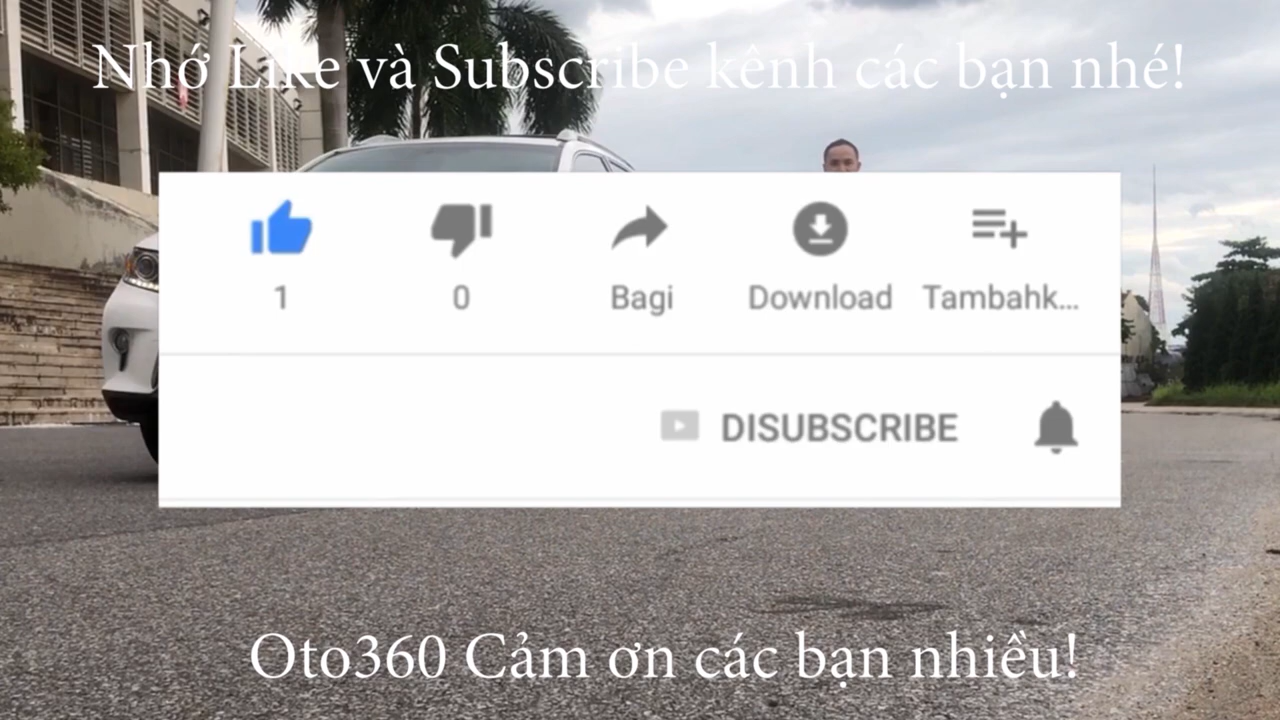 Nhớ Like và Subscribe kênh các bạn nhé!
1 0 Bagi Download Tambahk...
DISUBSCRIBE
Oto360 Cảm ơn các bạn nhiều!